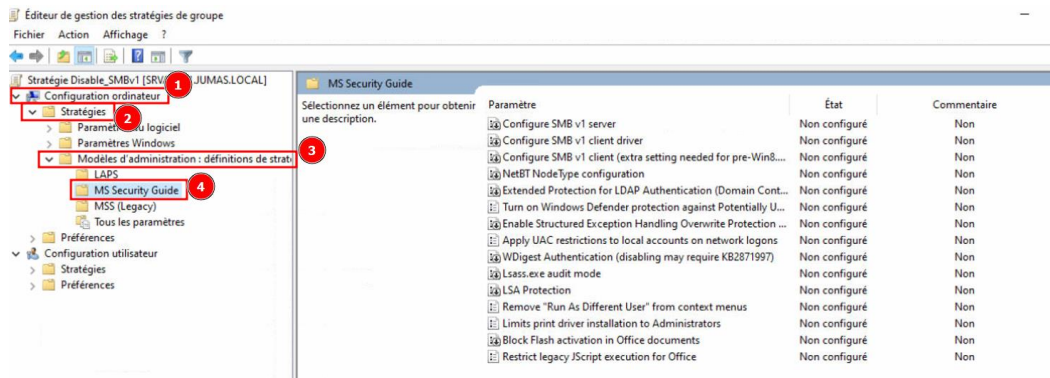 Éditeur de gestion des stratégies de groupe
Fichier Action Affichage ?
Stratégie Disable_SMBv1 [SRV JUMAS.LOCAL]
1
Configuration ordinateur
Stratégies
2
Paramèt u logiciel
Paramètres Windows
Modèles d'administration : définitions de strat
3
LAPS
MS Security Guide
4
MSS (Legacy)
Tous les paramètres
Préférences
Configuration utilisateur
Stratégies
Préférences
MS Security Guide
Sélectionnez un élément pour obtenir
une description.
Paramètre État Commentaire
Configure SMB v1 server Non configuré Non
Configure SMB v1 client driver Non configuré Non
Configure SMB v1 client (extra setting needed for pre-Win8.... Non configuré Non
NetBT NodeType configuration Non configuré Non
Extended Protection for LDAP Authentication (Domain Cont... Non configuré Non
Turn on Windows Defender protection against Potentially U... Non configuré Non
Enable Structured Exception Handling Overwrite Protection ... Non configuré Non
Apply UAC restrictions to local accounts on network logons Non configuré Non
WDigest Authentication (disabling may require KB2871997) Non configuré Non
Lsass.exe audit mode Non configuré Non
LSA Protection Non configuré Non
Remove "Run As Different User" from context menus Non configuré Non
Limits print driver installation to Administrators Non configuré Non
Block Flash activation in Office documents Non configuré Non
Restrict legacy JScript execution for Office Non configuré Non